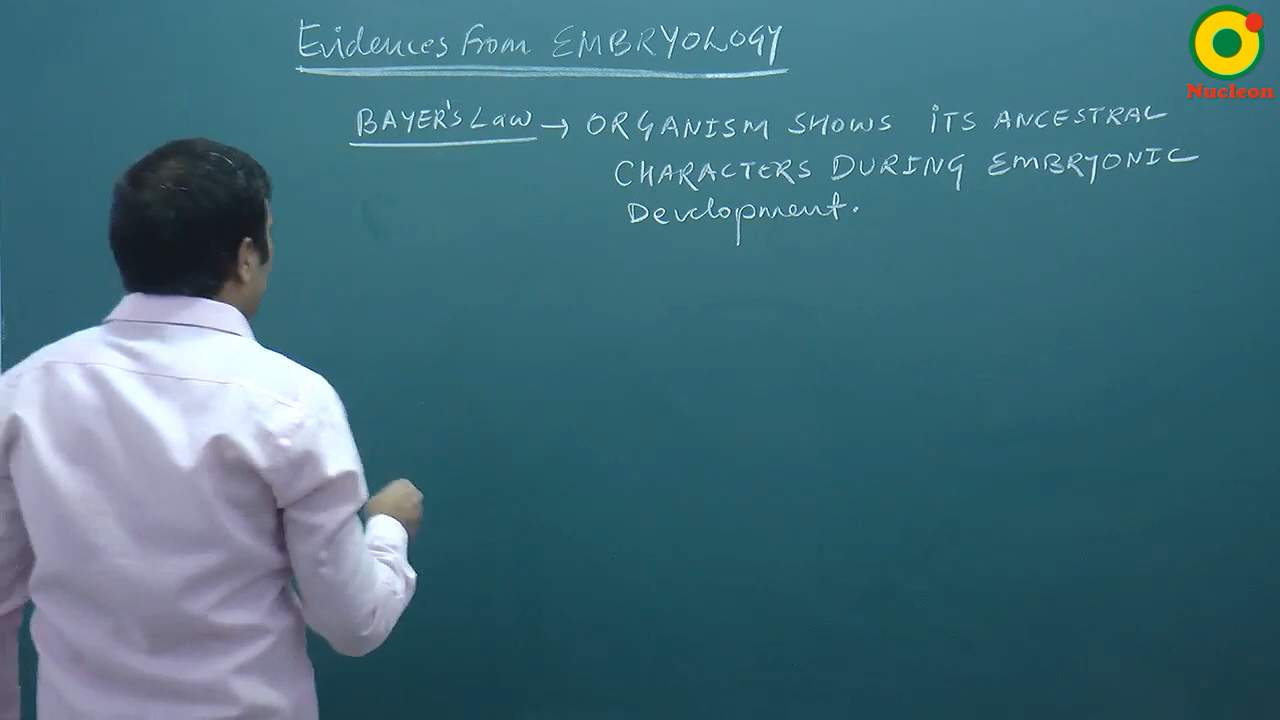 Evidences from EMBRYOLOGY
Nucleon
BAYER'S LAW → ORGANISM SHOWS ITS ANCESTRAL
CHARACTERS DURING EMBRYONIC
Development.